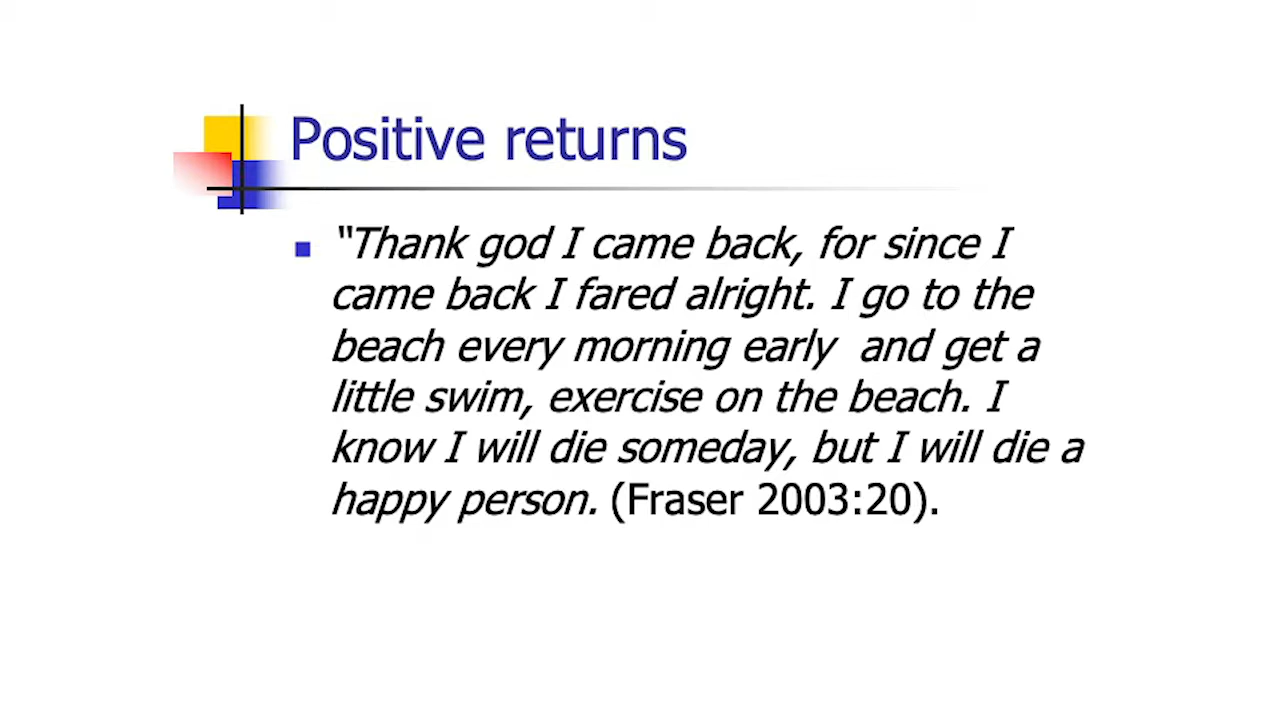 Positive returns
“Thank god I came back, for since I
came back I fared alright. I go to the
beach every morning early  and get a
little swim, exercise on the beach. I
know I will die someday, but I will die a
happy person. (Fraser 2003:20).